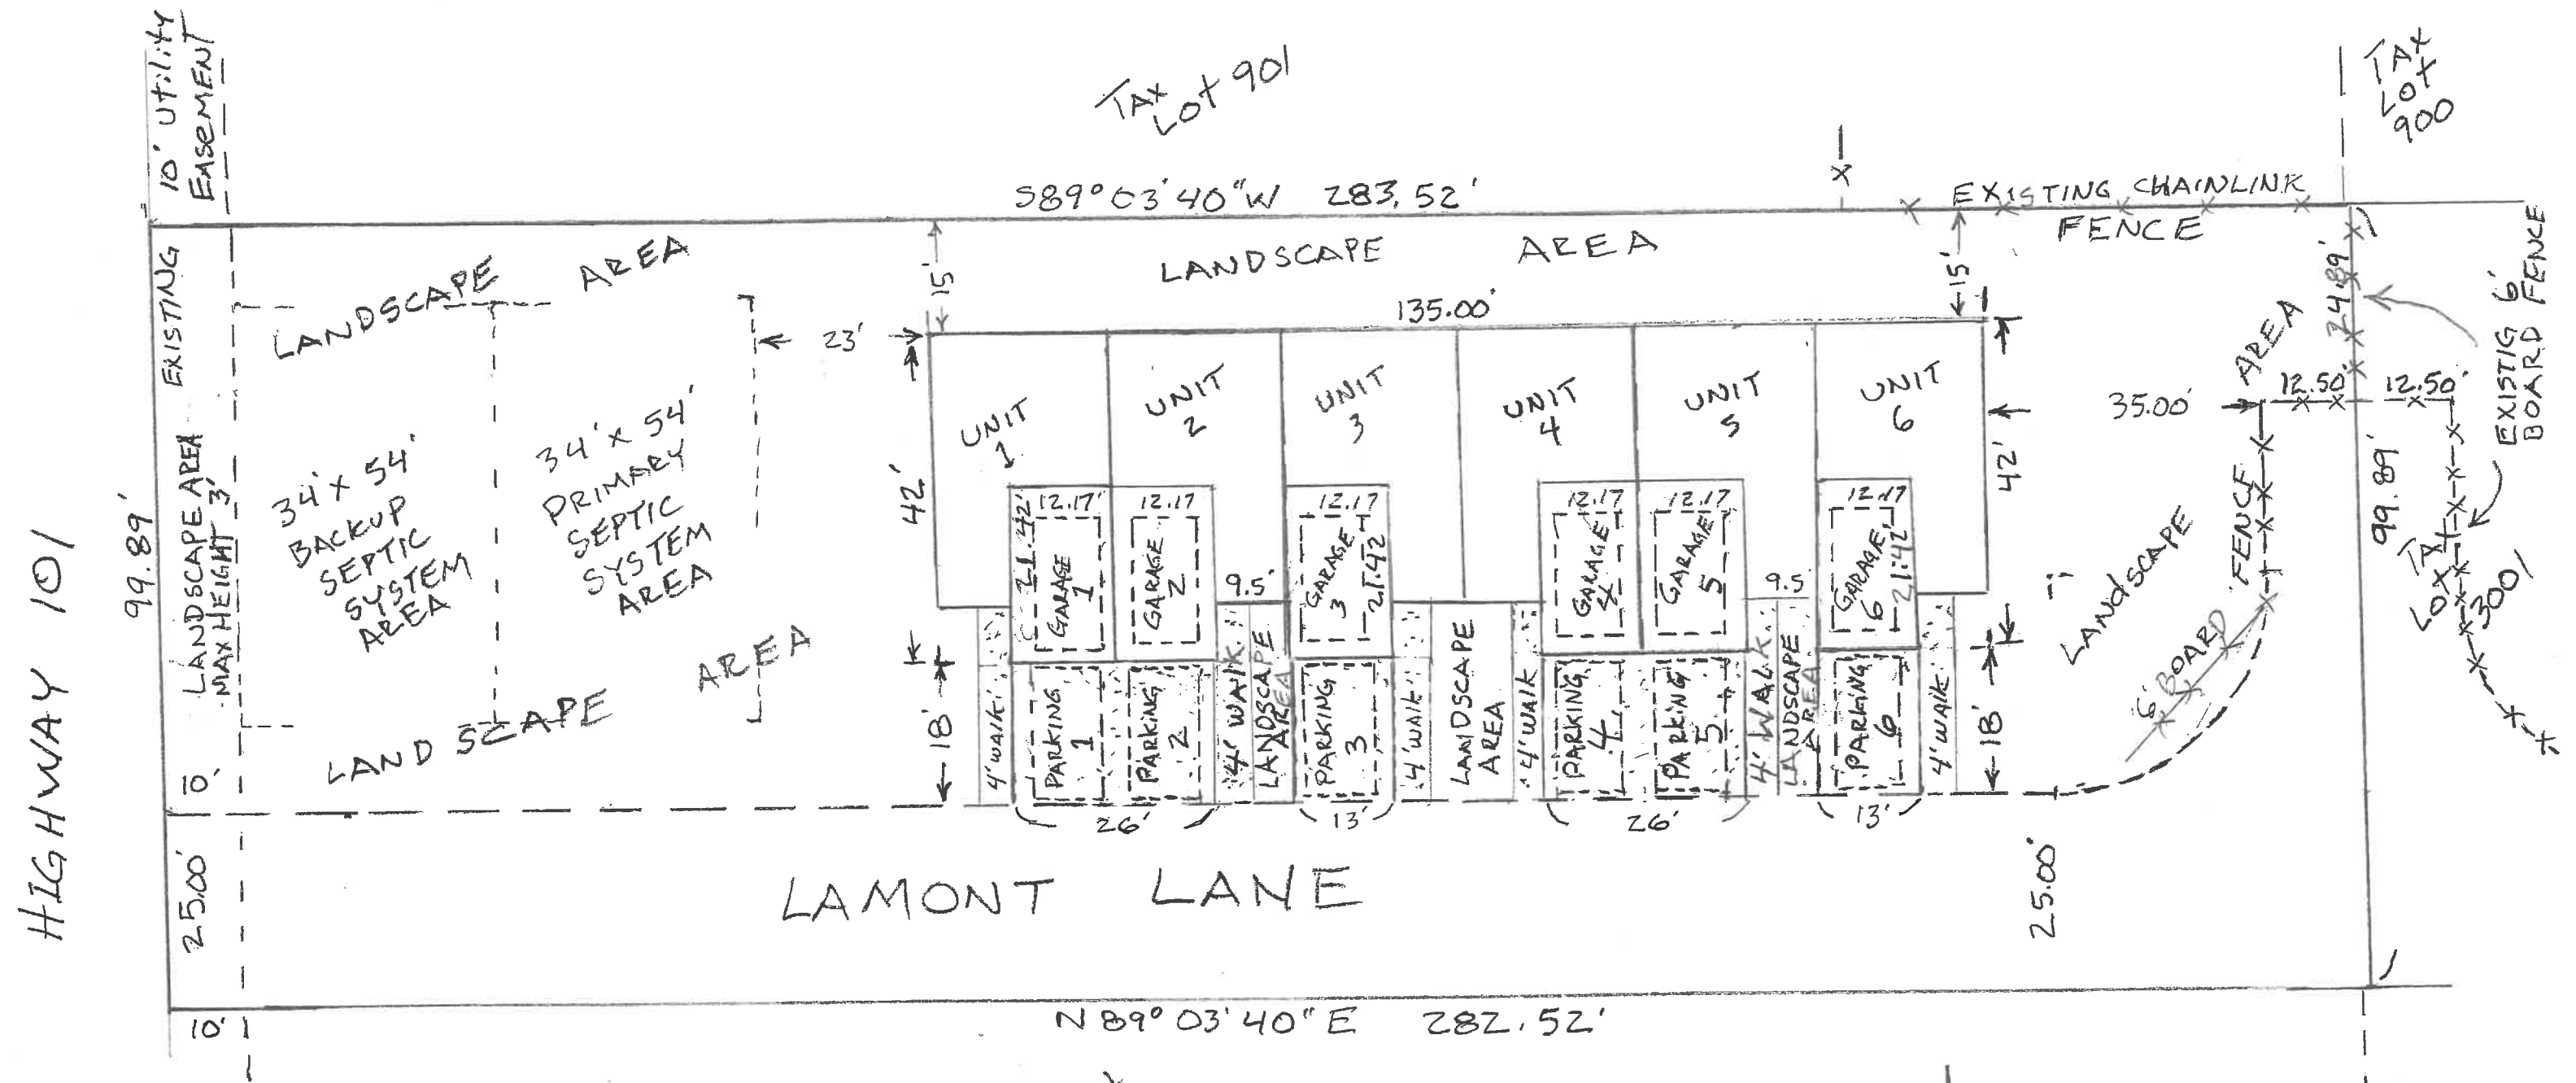 10' Utility
EASEMENT
TAX
LOT 901
TAX
LOT
900
S89° 03' 40" W 283.52'
EXISTING CHAINLINK
FENCE
LANDSCAPE AREA
15'
15'
135.00'
EXISTING
LANDSCAPE AREA
MAX HEIGHT 3'
LANDSCAPE AREA
23'
34' x 54'
BACKUP
SEPTIC
SYSTEM
AREA
34' x 54'
PRIMARY
SEPTIC
SYSTEM
AREA
LANDSCAPE AREA
UNIT
1
UNIT
2
UNIT
3
UNIT
4
UNIT
5
UNIT
6
42'
42'
35.00'
12.50'
12.50'
24.89'
EXISTIG 6'
BOARD FENCE
LANDSCAPE AREA
6' BOARD FENCE
TAX
LOT
3001
99.89'
99.89'
HIGHWAY 101
12.17'
21.42'
GARAGE
1
12.17
GARAGE
2
9.5'
12.17
GARAGE
3
21.42
12.17
GARAGE
4
12.17
GARAGE
5
9.5'
12.17
GARAGE
6
21.42'
18'
4' WALK
PARKING
1
PARKING
2
4' WALK
LANDSCAPE
AREA
PARKING
3
4' WALK
LANDSCAPE
AREA
4' WALK
PARKING
4
PARKING
5
4' WALK
LANDSCAPE
AREA
PARKING
6
4' WALK
18'
26'
13'
26'
13'
25.00'
LAMONT LANE
25.00'
10'
N 89° 03' 40" E 282.52'